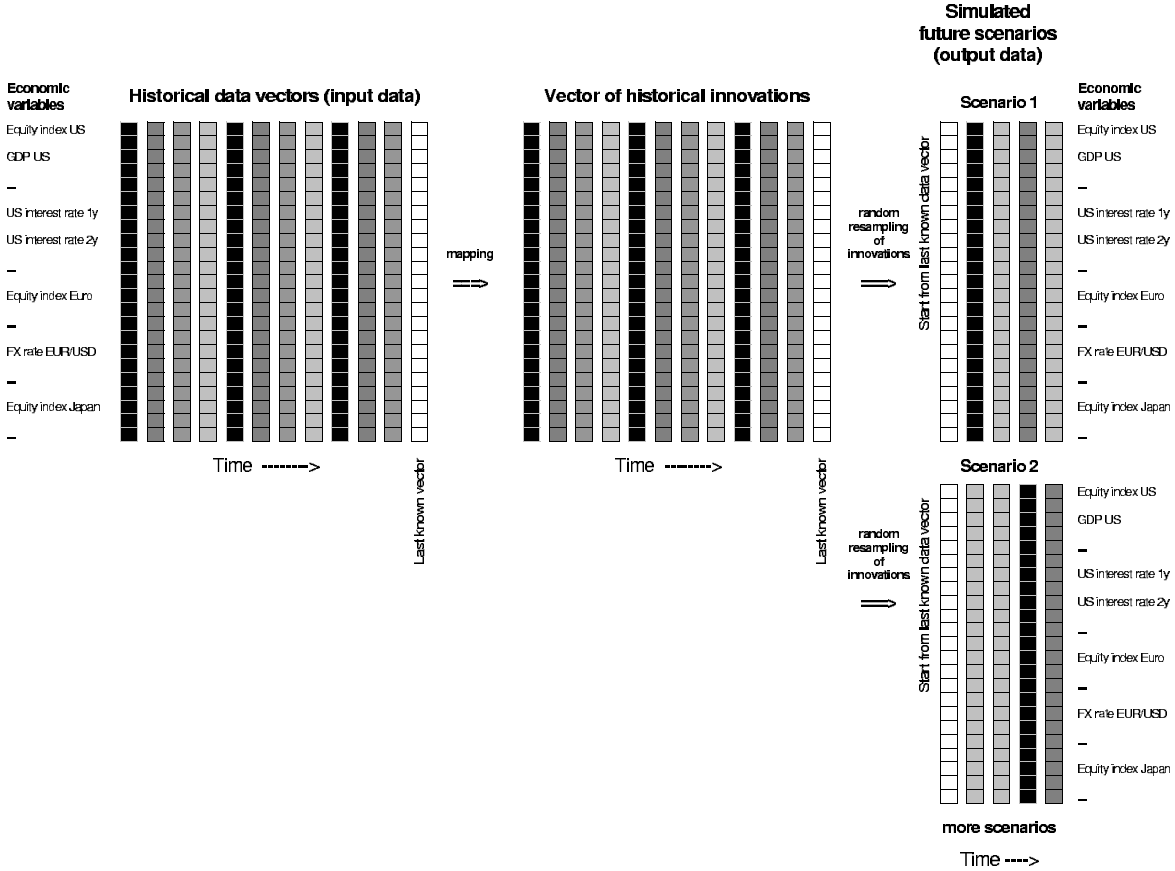 Simulated
future scenarios
(output data)
Economic
variables
Historical data vectors (input data)
Vector of historical innovations
Scenario 1
Economic
variables
Equity index US
GDP US
–
US interest rate 1y
US interest rate 2y
–
Equity index Euro
–
FX rate EUR/USD
–
Equity index Japan
–
mapping
==>
random
resampling
of
innovations
==>
Start from last known data vector
Equity index US
GDP US
–
US interest rate 1y
US interest rate 2y
–
Equity index Euro
–
FX rate EUR/USD
–
Equity index Japan
–
Time -------->
Last known vector
Time -------->
Last known vector
Scenario 2
random
resampling
of
innovations
==>
Start from last known data vector
Equity index US
GDP US
–
US interest rate 1y
US interest rate 2y
–
Equity index Euro
–
FX rate EUR/USD
–
Equity index Japan
–
more scenarios
Time ---->